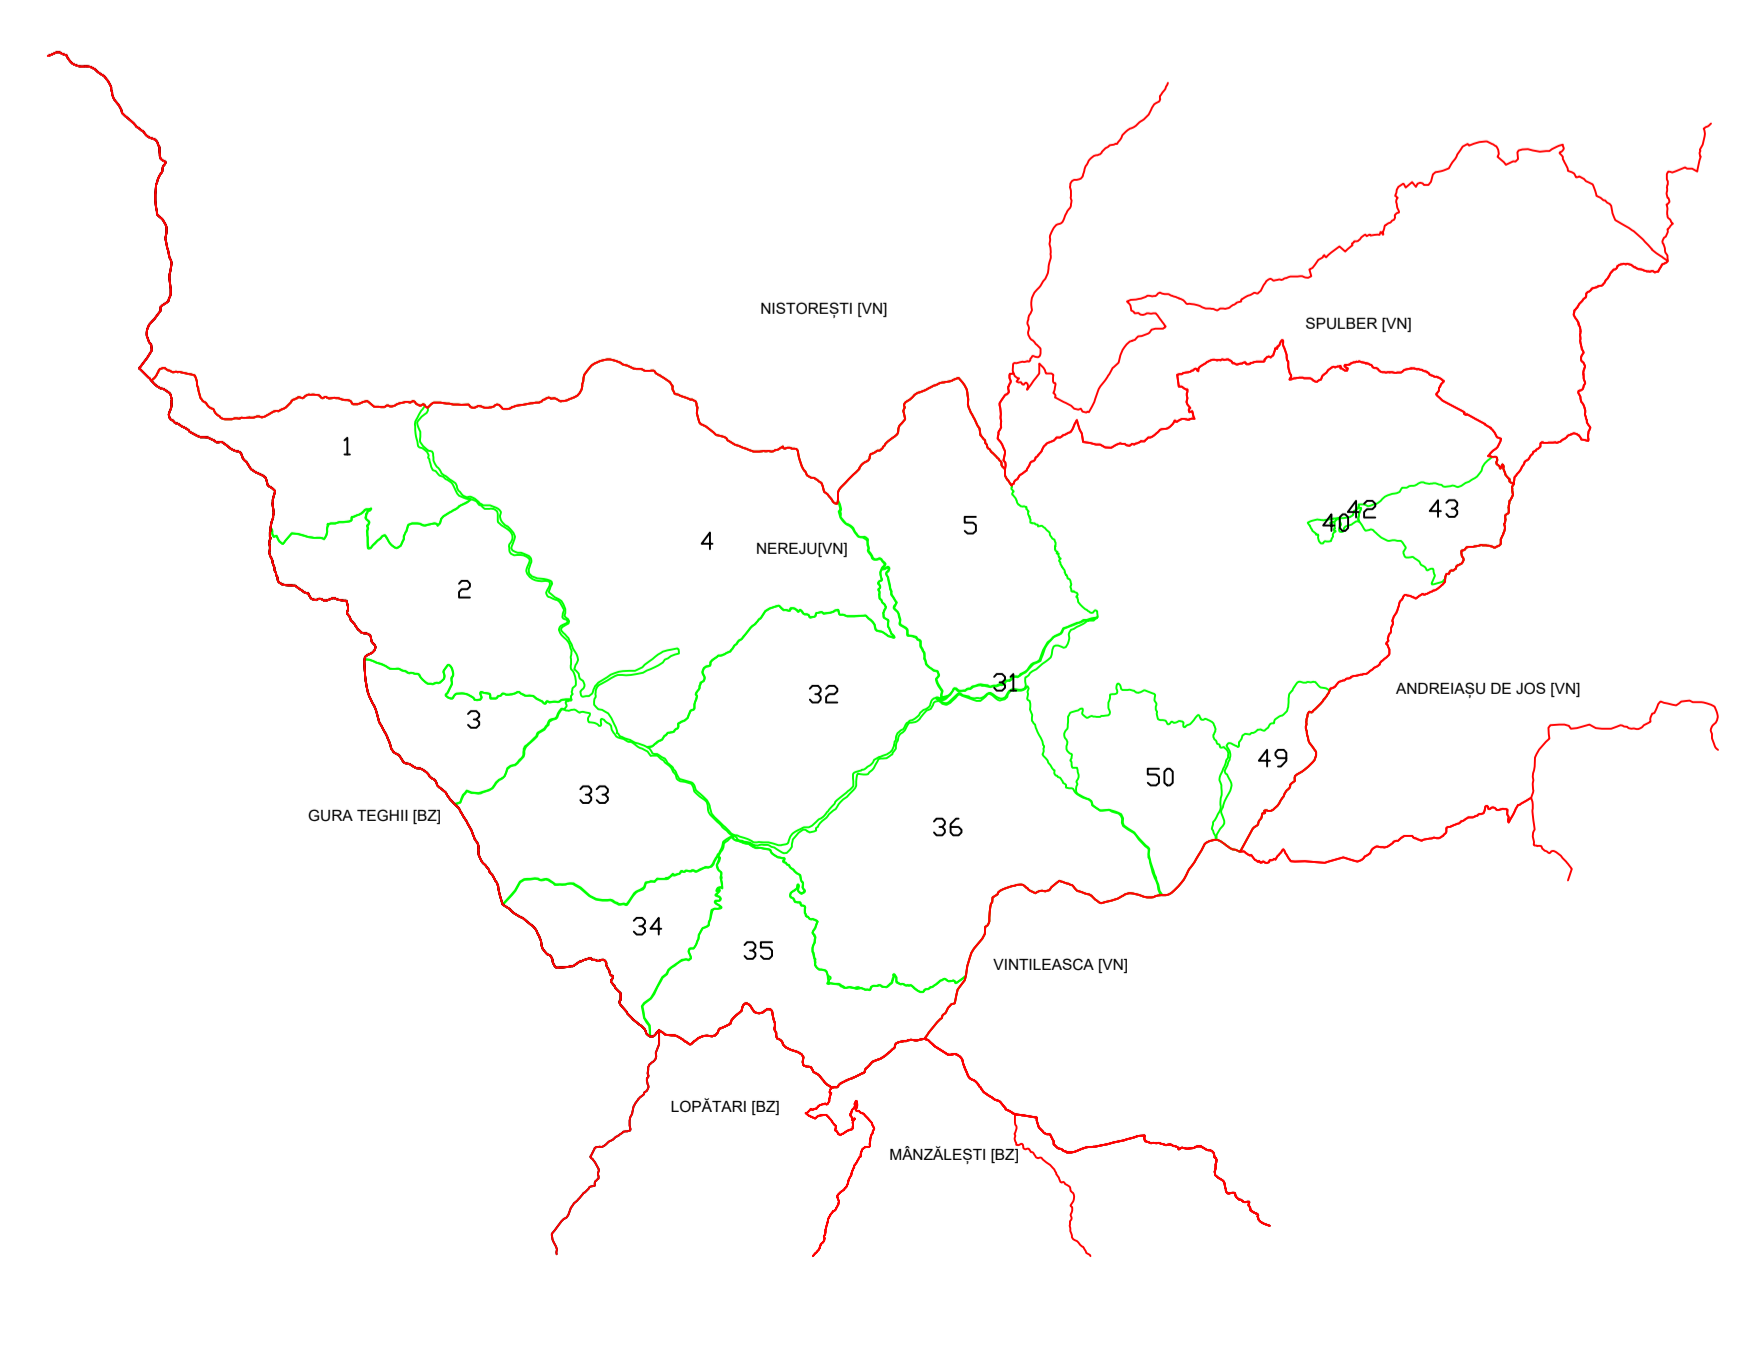 NISTOREȘTI [VN]
SPULBER [VN]
1
42
43
40
5
4
NEREJU[VN]
2
31
ANDREIAȘU DE JOS [VN]
32
3
49
50
33
GURA TEGHII [BZ]
36
34
35
VINTILEASCA [VN]
LOPĂTARI [BZ]
MÂNZĂLEȘTI [BZ]